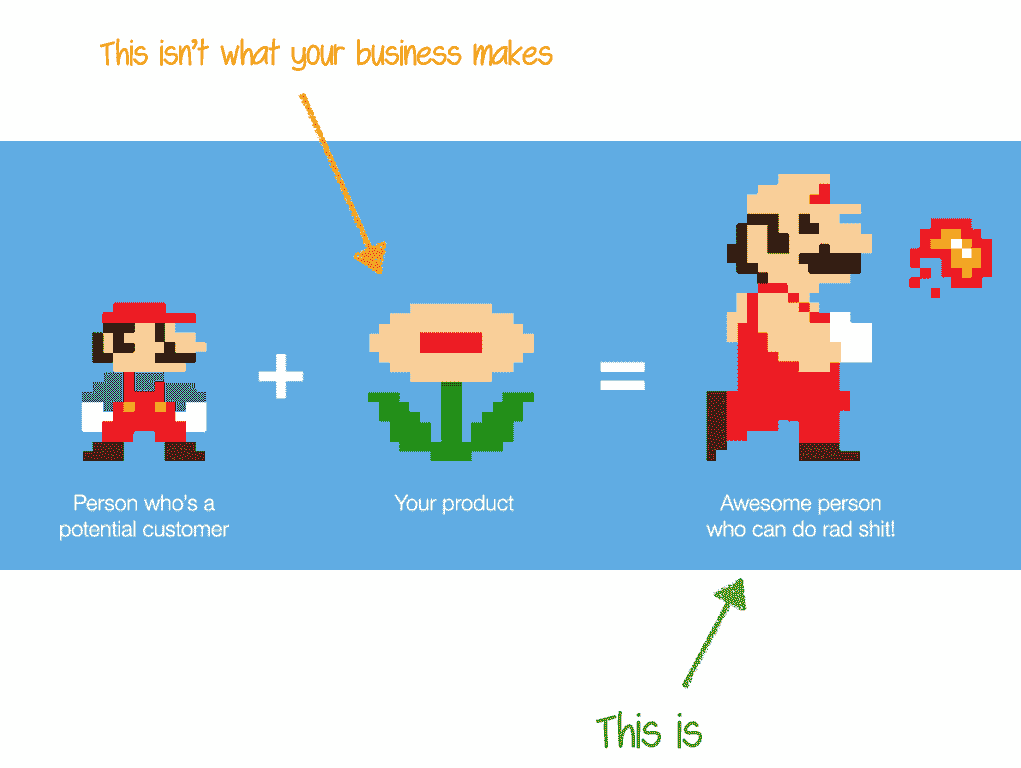 This isn't what your business makes
Person who's a
potential customer
Your product
Awesome person
who can do rad shit!
This is